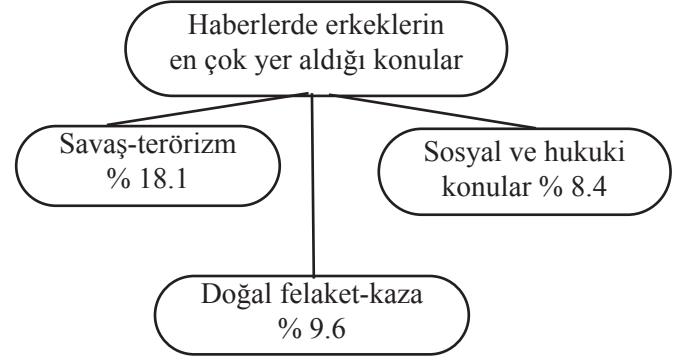 Haberlerde erkeklerin
en çok yer aldığı konular
Savaş-terörizm
% 18.1
Sosyal ve hukuki
konular % 8.4
Doğal felaket-kaza
% 9.6